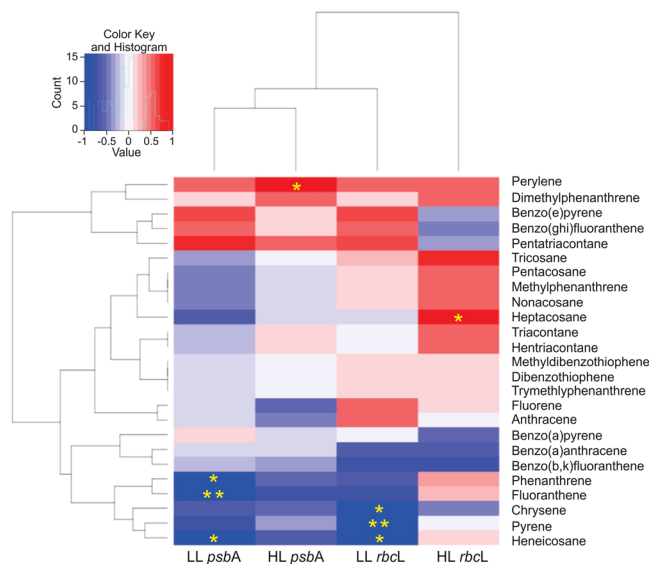 Color Key
and Histogram
Count
15
10
5
0
-1 -0.5 0 0.5 1
Value
Perylene
*
Dimethylphenanthrene
Benzo(e)pyrene
Benzo(ghi)fluoranthene
Pentatriacontane
Tricosane
Pentacosane
Methylphenanthrene
Nonacosane
Heptacosane
*
Triacontane
Hentriacontane
Methyldibenzothiophene
Dibenzothiophene
Trymethlyphenanthrene
Fluorene
Anthracene
Benzo(a)pyrene
Benzo(a)anthracene
Benzo(b,k)fluoranthene
* Phenanthrene
** Fluoranthene
* Chrysene
** Pyrene
* * Heneicosane
LL psbA HL psbA LL rbcL HL rbcL